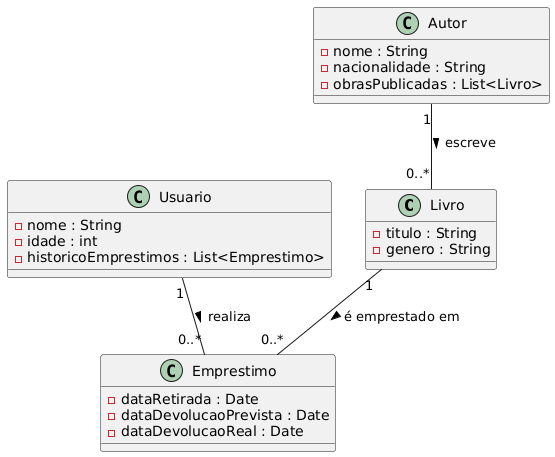 C Autor
nome : String
nacionalidade : String
obrasPublicadas : List<Livro>
1
escreve
0..*
C Usuario
nome : String
idade : int
historicoEmprestimos : List<Emprestimo>
C Livro
titulo : String
genero : String
1
realiza
0..*
1
é emprestado em
0..*
C Emprestimo
dataRetirada : Date
dataDevolucaoPrevista : Date
dataDevolucaoReal : Date